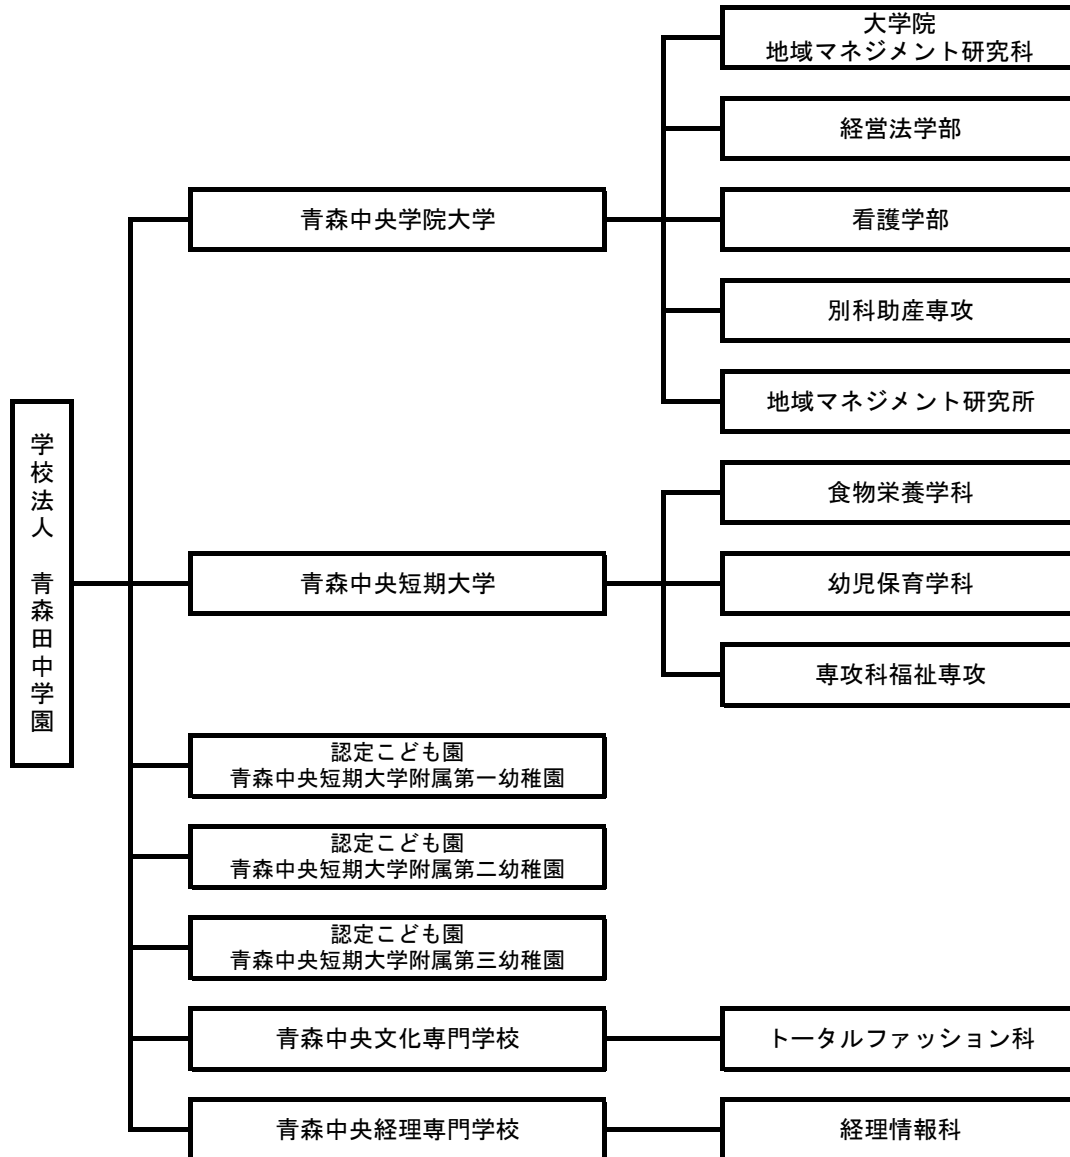 学校法人 青森田中学園
青森中央学院大学
大学院
地域マネジメント研究科
経営法学部
看護学部
別科助産専攻
地域マネジメント研究所
青森中央短期大学
食物栄養学科
幼児保育学科
専攻科福祉専攻
認定こども園
青森中央短期大学附属第一幼稚園
認定こども園
青森中央短期大学附属第二幼稚園
認定こども園
青森中央短期大学附属第三幼稚園
青森中央文化専門学校
トータルファッション科
青森中央経理専門学校
経理情報科